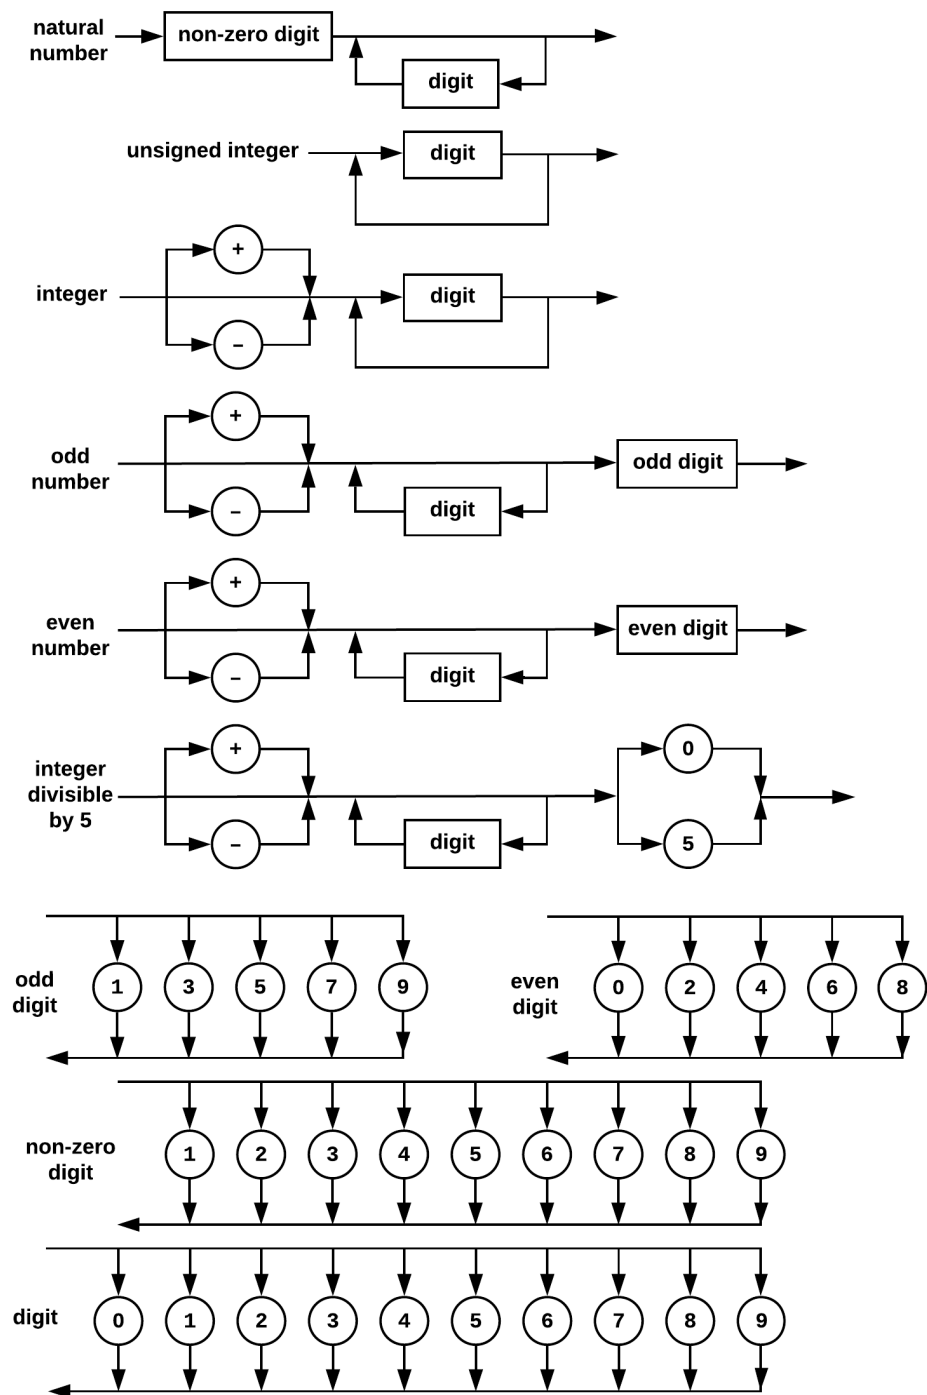 natural
number
non-zero digit
digit
unsigned integer
digit
+
integer
digit
–
+
odd
number
odd digit
digit
–
+
even
number
even digit
digit
–
+
0
integer
divisible
by 5
digit
–
5
odd
digit
1 3 5 7 9
even
digit
0 2 4 6 8
non-zero
digit
1 2 3 4 5 6 7 8 9
digit
0 1 2 3 4 5 6 7 8 9